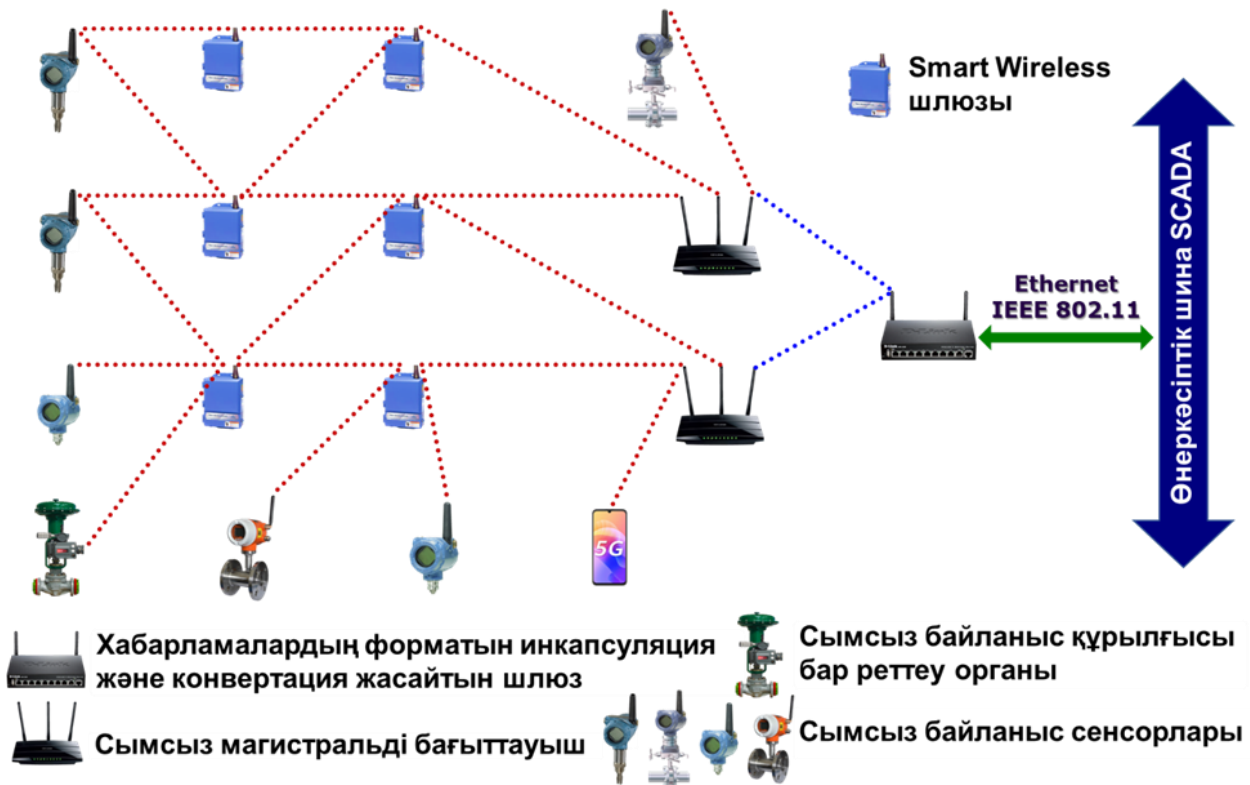 Smart Wireless
шлюзы
Өнеркәсіптік шина SCADA
Ethernet
IEEE 802.11
5G
Хабарламалардың форматын инкапсуляция
және конвертация жасайтын шлюз
Сымсыз магистральді бағыттауыш
Сымсыз байланыс құрылғысы
бар реттеу органы
Сымсыз байланыс сенсорлары